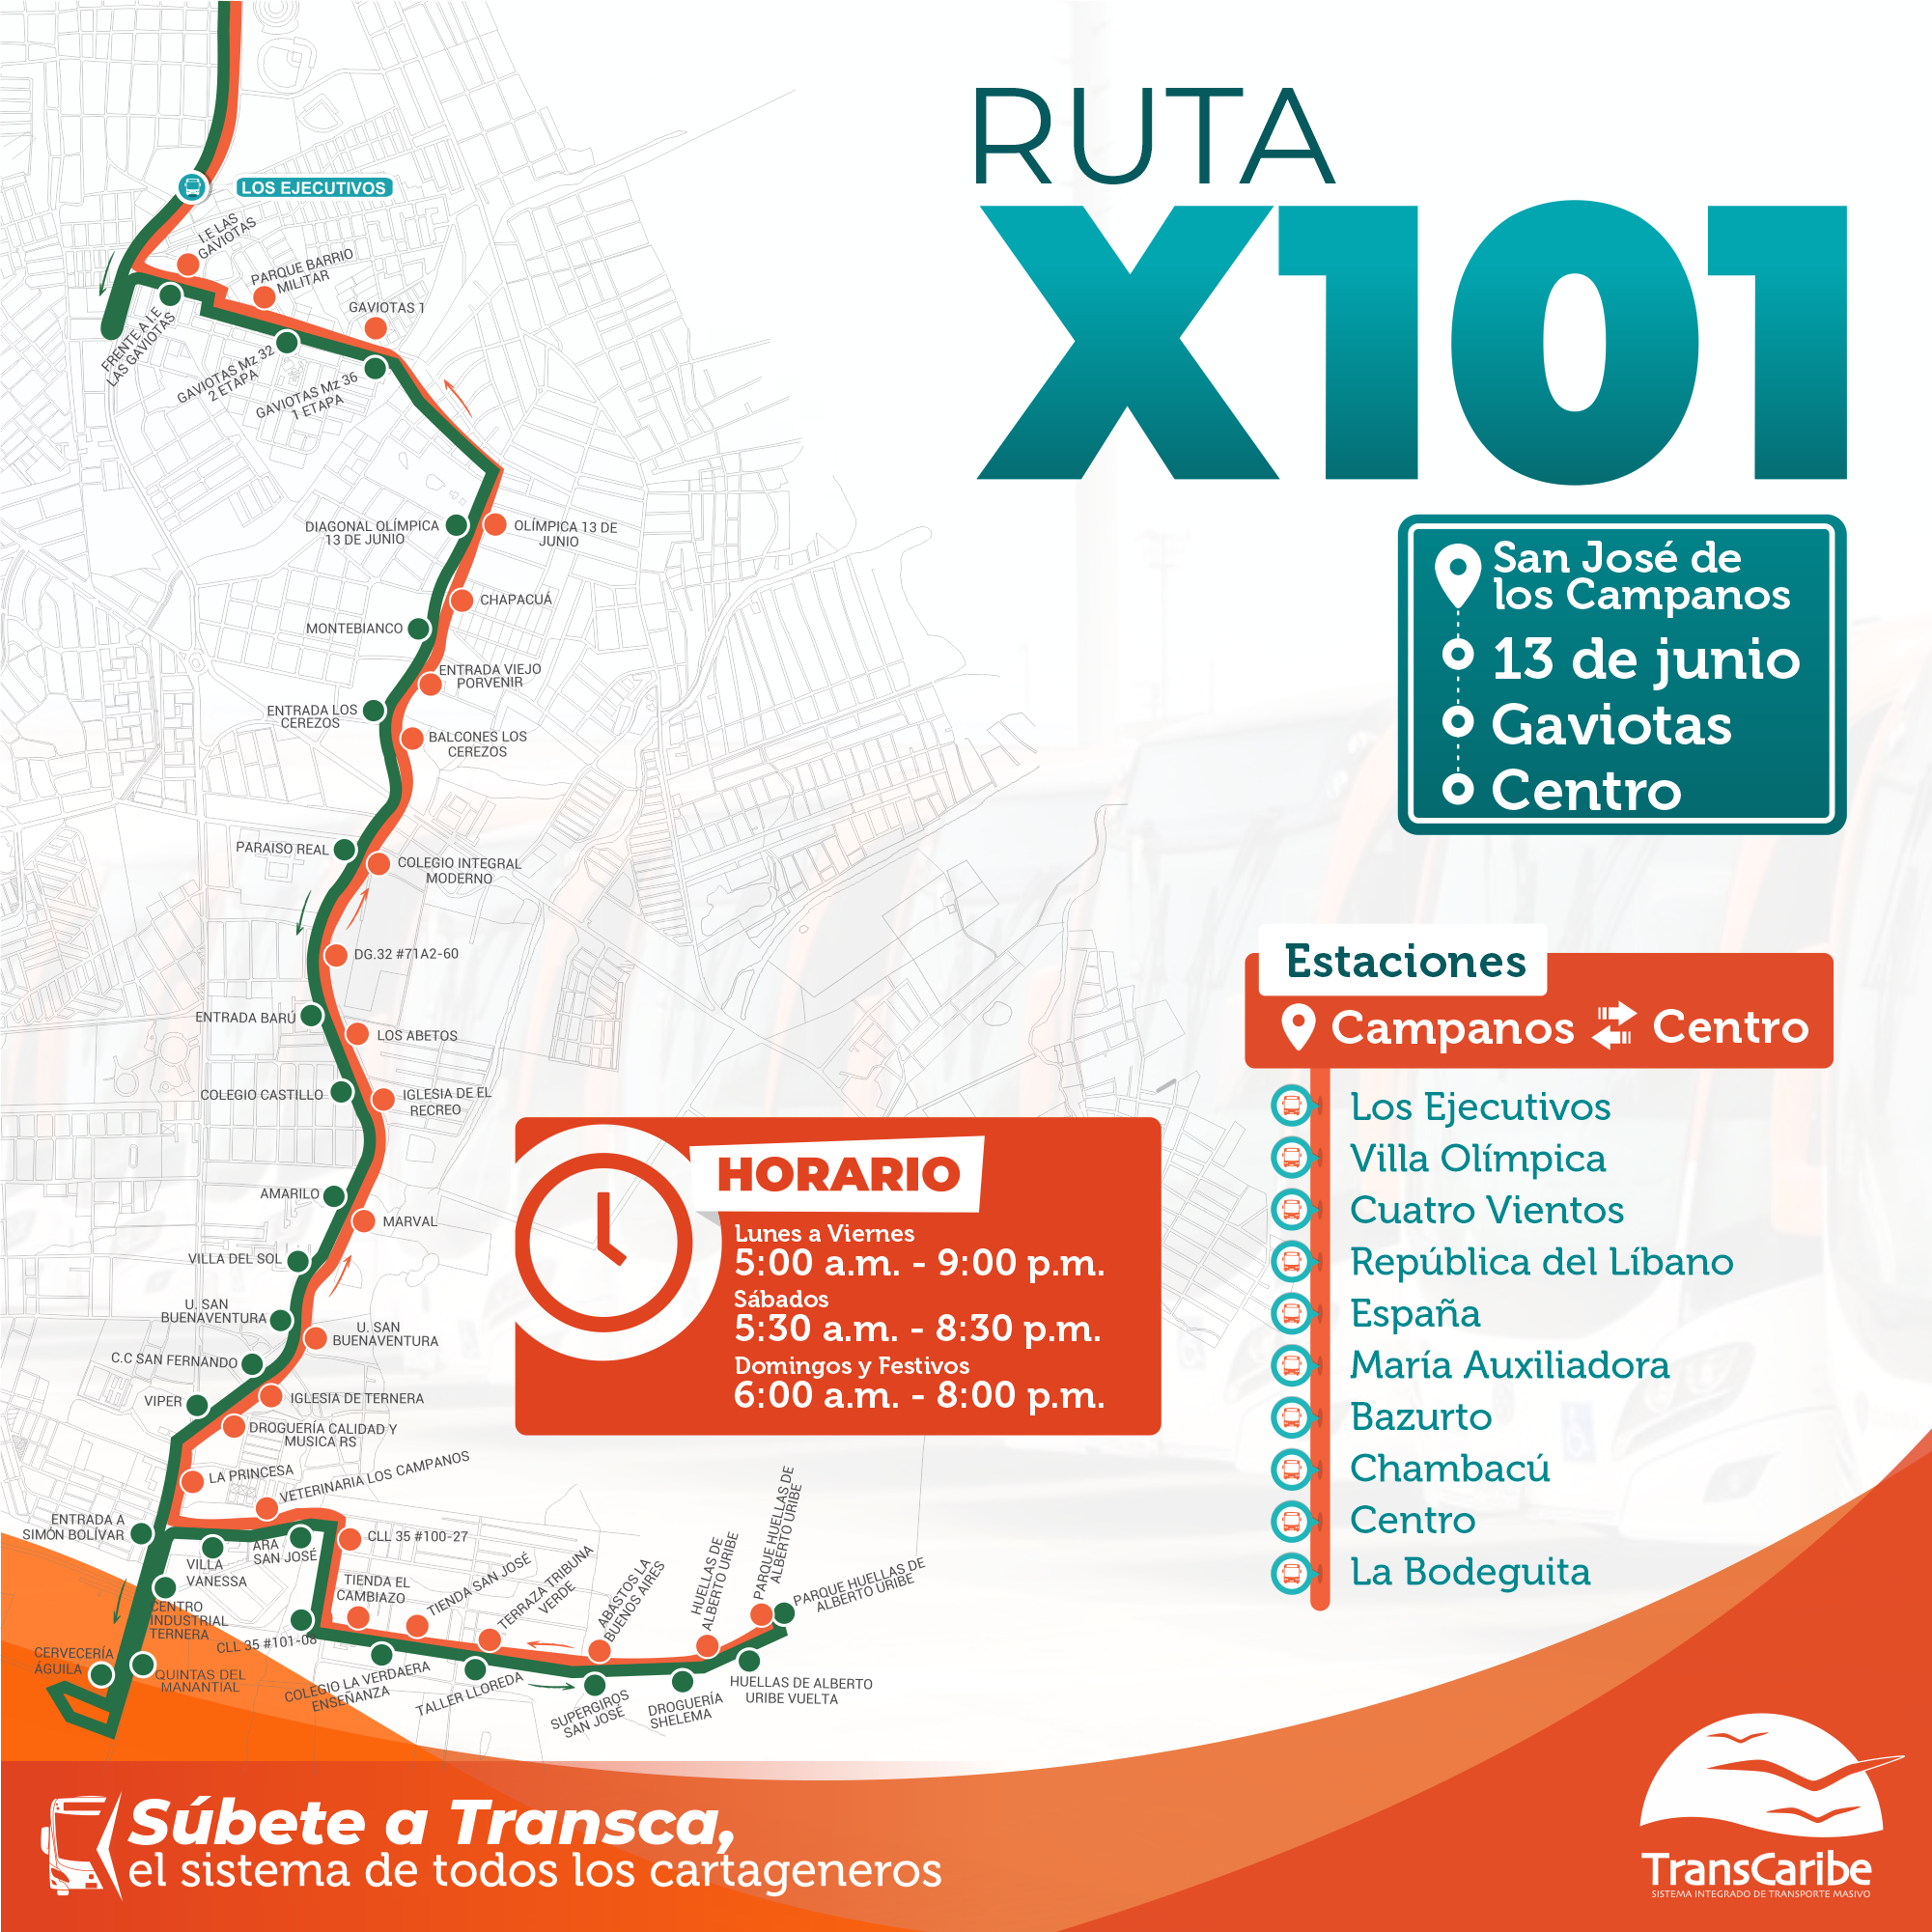 RUTA
X101
San José de
los Campanos
13 de junio
Gaviotas
Centro
Estaciones
Campanos
Centro
Los Ejecutivos
Villa Olímpica
Cuatro Vientos
República del Líbano
España
María Auxiliadora
Bazurto
Chambacú
Centro
La Bodeguita
HORARIO
Lunes a Viernes
5:00 a.m. - 9:00 p.m.
Sábados
5:30 a.m. - 8:30 p.m.
Domingos y Festivos
6:00 a.m. - 8:00 p.m.
LOS EJECUTIVOS
I.E LAS
GAVIOTAS
PARQUE BARRIO
MILITAR
GAVIOTAS 1
FRENTE A I.E
LAS GAVIOTAS
GAVIOTAS Mz 32
2 ETAPA
GAVIOTAS Mz 36
1 ETAPA
DIAGONAL OLÍMPICA
13 DE JUNIO
OLÍMPICA 13 DE
JUNIO
CHAPACUÁ
MONTEBIANCO
ENTRADA VIEJO
PORVENIR
ENTRADA LOS
CEREZOS
BALCONES LOS
CEREZOS
PARAISO REAL
COLEGIO INTEGRAL
MODERNO
DG.32 #71A2-60
ENTRADA BARÚ
LOS ABETOS
COLEGIO CASTILLO
IGLESIA DE EL
RECREO
AMARILO
MARVAL
VILLA DEL SOL
U. SAN
BUENAVENTURA
U. SAN
BUENAVENTURA
C.C SAN FERNANDO
VIPER
IGLESIA DE TERNERA
DROGUERÍA CALIDAD Y
MUSICA RS
LA PRINCESA
VETERINARIA LOS CAMPANOS
ENTRADA A
SIMÓN BOLÍVAR
VILLA
VANESSA
ARA
SAN JOSÉ
CLL 35 #100-27
CENTRO
INDUSTRIAL
TERNERA
CLL 35 #101-08
TIENDA EL
CAMBIAZO
TIENDA SAN JOSÉ
TERRAZA TRIBUNA
VERDE
ABASTOS LA
BUENOS AIRES
HUELLAS DE
ALBERTO URIBE
PARQUE HUELLAS DE
ALBERTO URIBE
PARQUE HUELLAS DE
ALBERTO URIBE
CERVECERÍA
ÁGUILA
QUINTAS DEL
MANANTIAL
COLEGIO LA VERDAERA
ENSEÑANZA
TALLER LLOREDA
SUPERGIROS
SAN JOSÉ
DROGUERÍA
SHELEMA
HUELLAS DE ALBERTO
URIBE VUELTA
Súbete a Transca,
el sistema de todos los cartageneros
TransCaribe
SISTEMA INTEGRADO DE TRANSPORTE MASIVO